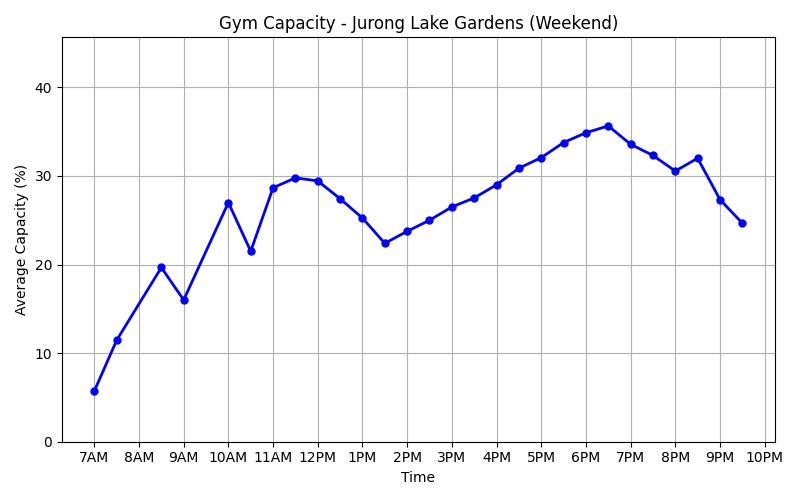 Gym Capacity - Jurong Lake Gardens (Weekend)
Average Capacity (%)
40
30
20
10
0
7AM 8AM 9AM 10AM 11AM 12PM 1PM 2PM 3PM 4PM 5PM 6PM 7PM 8PM 9PM 10PM
Time